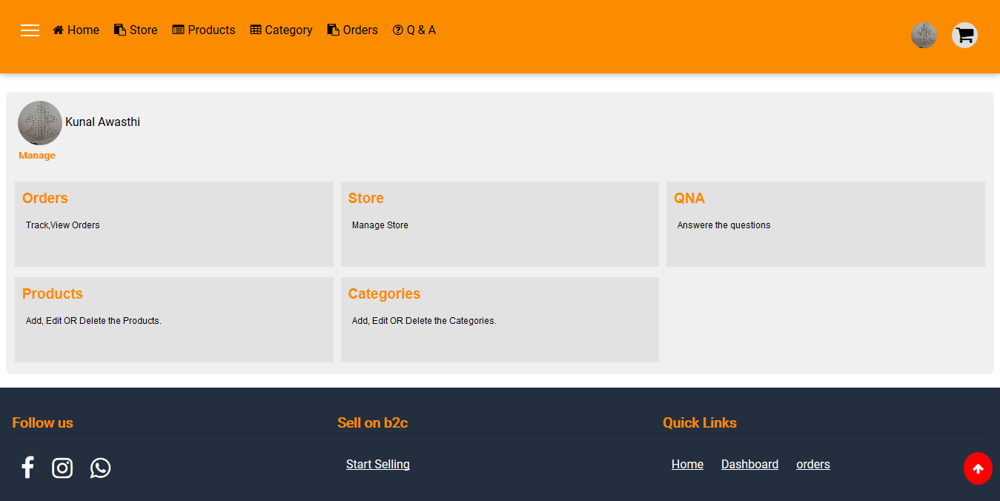 Home Store Products Category Orders Q & A
Kunal Awasthi
Manage
Orders
Track,View Orders
Store
Manage Store
QNA
Answere the questions
Products
Add, Edit OR Delete the Products.
Categories
Add, Edit OR Delete the Categories.
Follow us
Sell on b2c
Start Selling
Quick Links
Home Dashboard orders